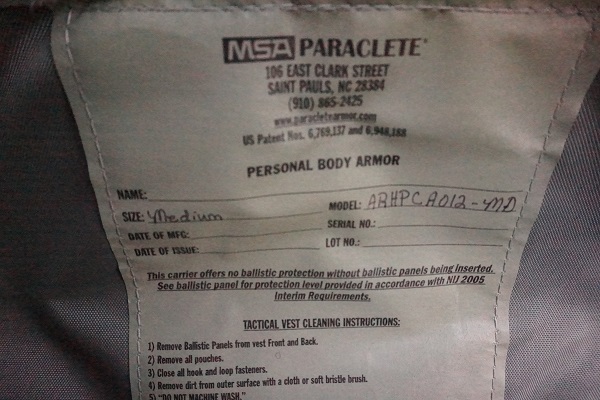 MSA PARACLETE
106 EAST CLARK STREET
SAINT PAULS, NC 28384
(910) 865-2425
www.paracletearmor.com
US Patent Nos. 6,769,137 and 6,948,188
PERSONAL BODY ARMOR
NAME:
SIZE: Medium MODEL: ARHPCA012-MD
DATE OF MFG: SERIAL NO.:
DATE OF ISSUE: LOT NO.:
This carrier offers no ballistic protection without ballistic panels being inserted.
See ballistic panel for protection level provided in accordance with NIJ 2005
Interim Requirements.
TACTICAL VEST CLEANING INSTRUCTIONS:
1) Remove Ballistic Panels from vest Front and Back.
2) Remove all pouches.
3) Close all hook and loop fasteners.
4) Remove dirt from outer surface with a cloth or soft bristle brush.
5) "DO NOT MACHINE WASH."